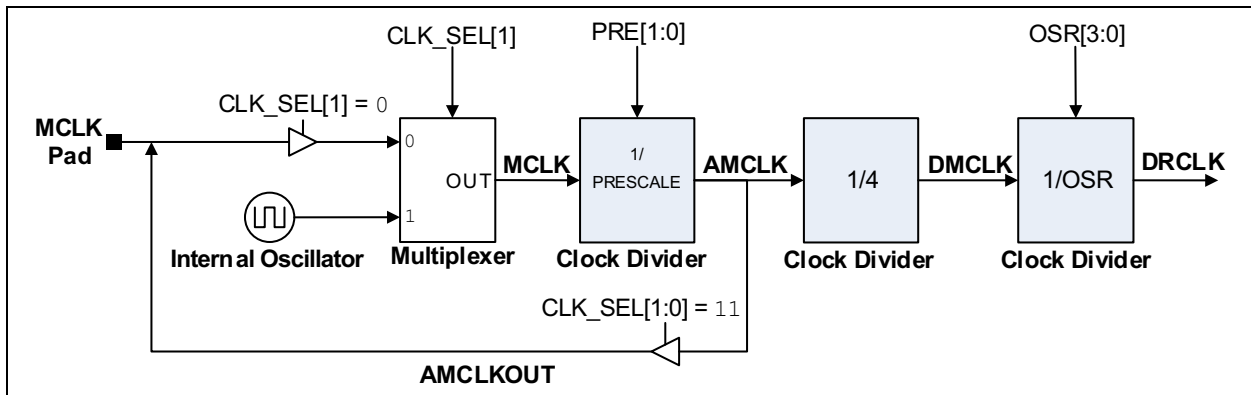 CLK_SEL[1]
PRE[1:0]
OSR[3:0]
CLK_SEL[1] = 0
MCLK
Pad
0
1
OUT
MCLK
1/
PRESCALE
AMCLK
1/4
DMCLK
1/OSR
DRCLK
Internal Oscillator
Multiplexer
Clock Divider
Clock Divider
Clock Divider
CLK_SEL[1:0] = 11
AMCLKOUT